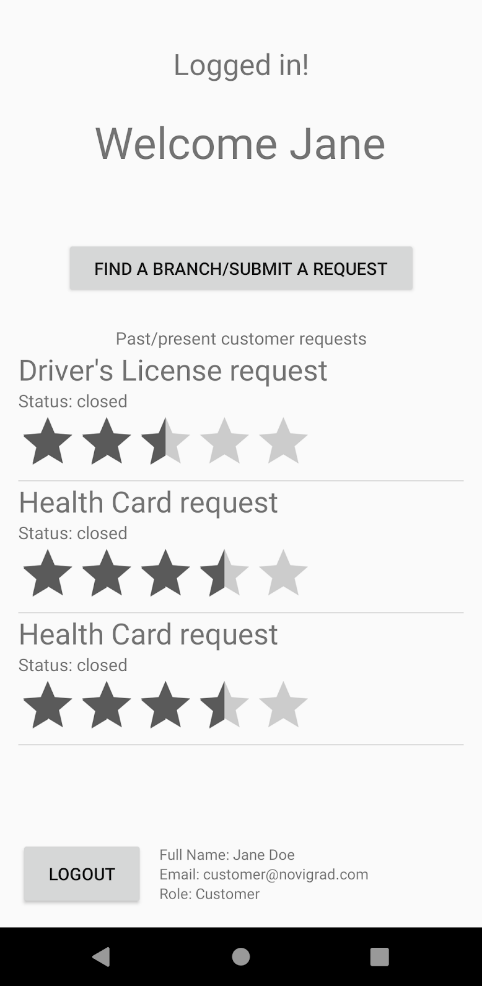 Logged in!
Welcome Jane
FIND A BRANCH/SUBMIT A REQUEST
Past/present customer requests
Driver's License request
Status: closed
Health Card request
Status: closed
Health Card request
Status: closed
LOGOUT
Full Name: Jane Doe
Email: customer@novigrad.com
Role: Customer